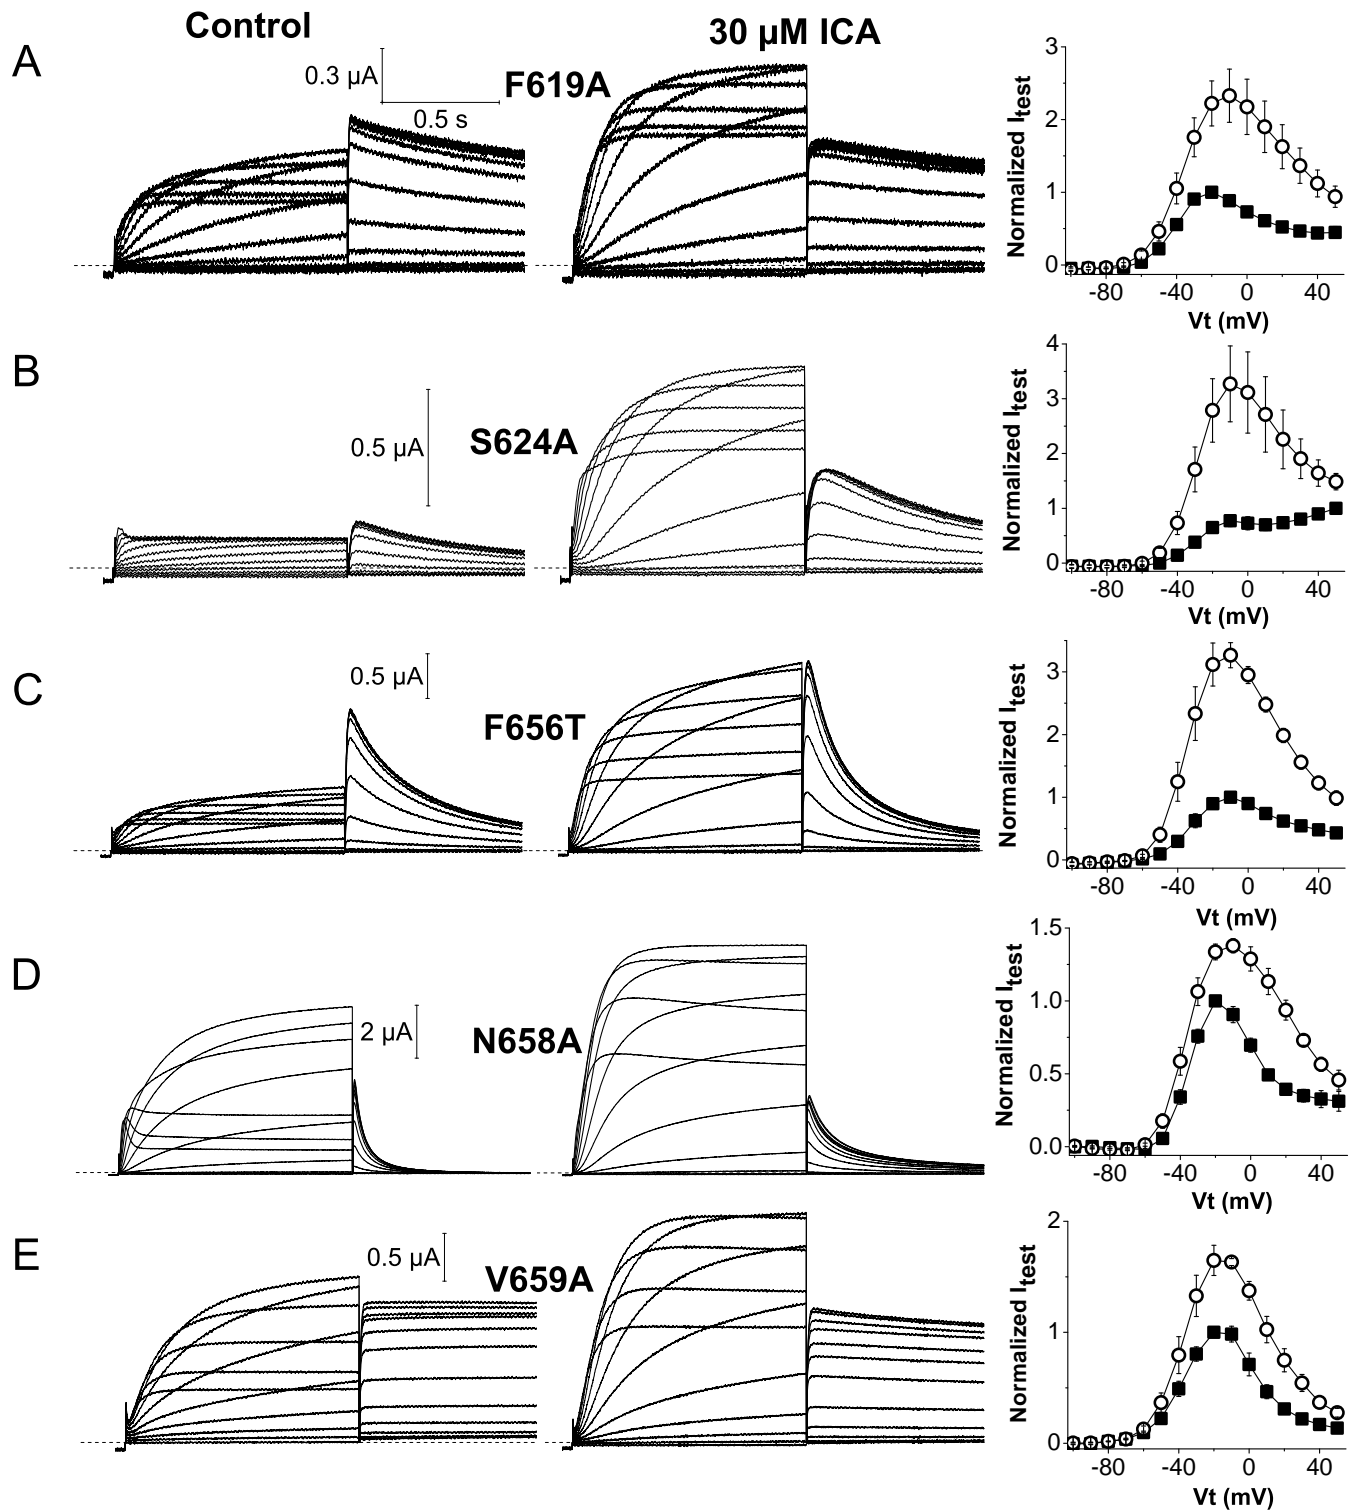 Control
30 µM ICA
A
0.3 µA
0.5 s
F619A
Normalized Itest
3
2
1
0
-80 -40 0 40
Vt (mV)
B
0.5 µA
S624A
Normalized Itest
4
3
2
1
0
-80 -40 0 40
Vt (mV)
C
0.5 µA
F656T
Normalized Itest
3
2
1
0
-80 -40 0 40
Vt (mV)
D
2 µA
N658A
Normalized Itest
1.5
1.0
0.5
0.0
-80 -40 0 40
Vt (mV)
E
0.5 µA
V659A
Normalized Itest
2
1
0
-80 -40 0 40
Vt (mV)